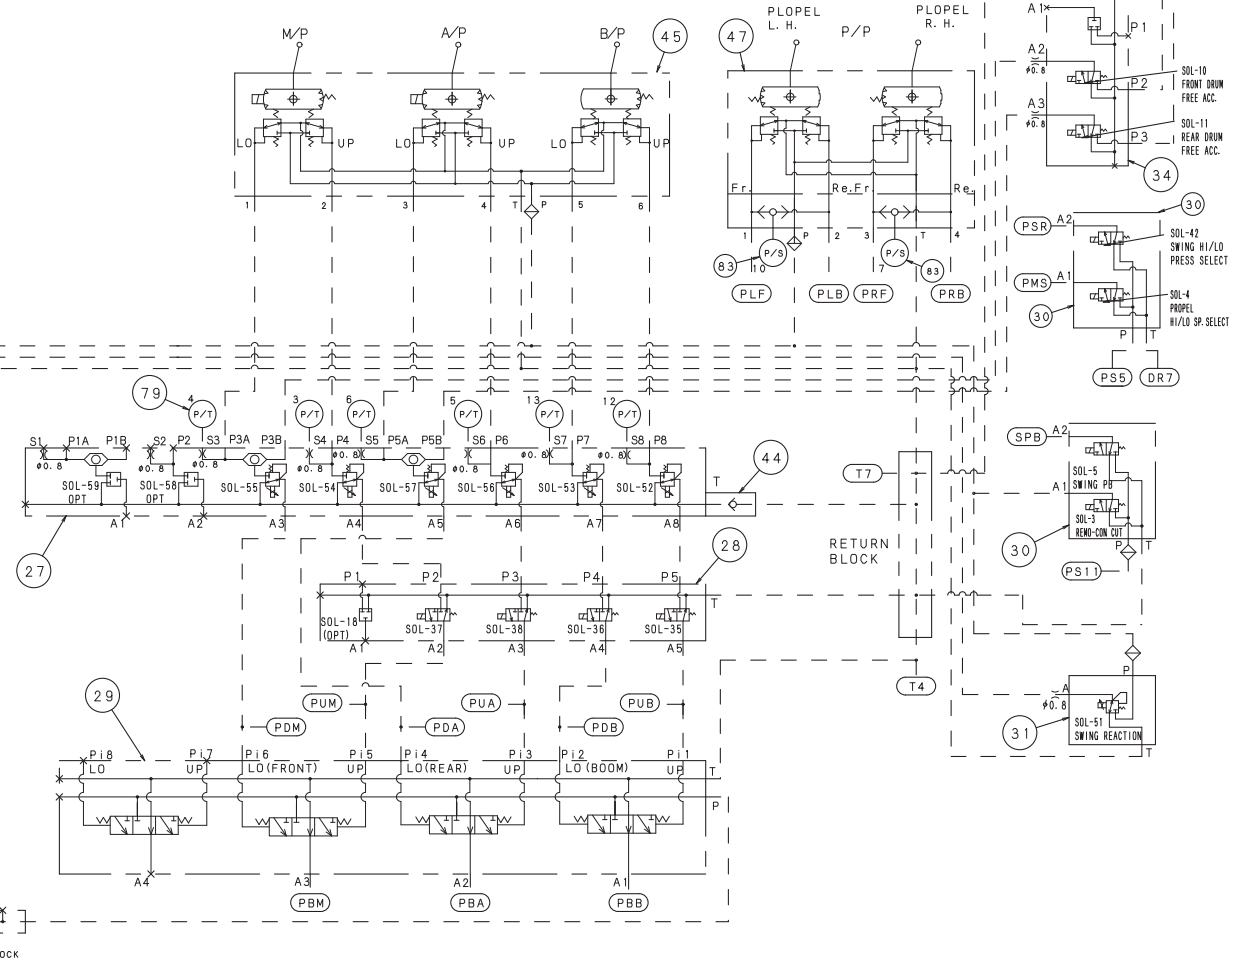 M/P
A/P
B/P
45
47
PLOPEL
L. H.
P/P
PLOPEL
R. H.
A1
P1
A2
φ0.8
P2
SOL-10
FRONT DRUM
FREE ACC.
A3
φ0.8
P3
SOL-11
REAR DRUM
FREE ACC.
34
LO
UP
LO
UP
LO
UP
1
2
3
4
T
P
5
6
Fr.
Re.
Fr.
Re.
1
P
2
3
T
4
P/S
P/S
83
10
7
83
PLF
PLB
PRF
PRB
30
PSR
A2
SOL-42
SWING HI/LO
PRESS SELECT
PMS
A1
SOL-4
PROPEL
HI/LO SP. SELECT
30
P
T
PS5
DR7
79
4
P/T
3
P/T
6
P/T
5
P/T
13
P/T
12
P/T
S1
P1A
P1B
S2
P2
S3
P3A
P3B
S4
P4
S5
P5A
P5B
S6
P6
S7
P7
S8
P8
φ0.8
φ0.8
φ0.8
φ0.8
φ0.8
φ0.8
φ0.8
φ0.8
SOL-59
OPT
SOL-58
OPT
SOL-55
SOL-54
SOL-57
SOL-56
SOL-53
SOL-52
T
44
A1
A2
A3
A4
A5
A6
A7
A8
27
28
T7
RETURN
BLOCK
T4
SPB
A2
SOL-5
SWING PB
A1
SOL-3
REMO-CON CUT
30
P
T
PS11
P1
P2
P3
P4
P5
T
SOL-18
(OPT)
SOL-37
SOL-38
SOL-36
SOL-35
A1
A2
A3
A4
A5
29
PUM
PUA
PUB
PDM
PDA
PDB
P
A
φ0.8
SOL-51
SWING REACTION
31
T
Pi8
Pi7
Pi6
Pi5
Pi4
Pi3
Pi2
Pi1
LO
UP
LO(FRONT)
UP
LO(REAR)
UP
LO(BOOM)
UP
T
P
A4
A3
A2
A1
PBM
PBA
PBB
OCK